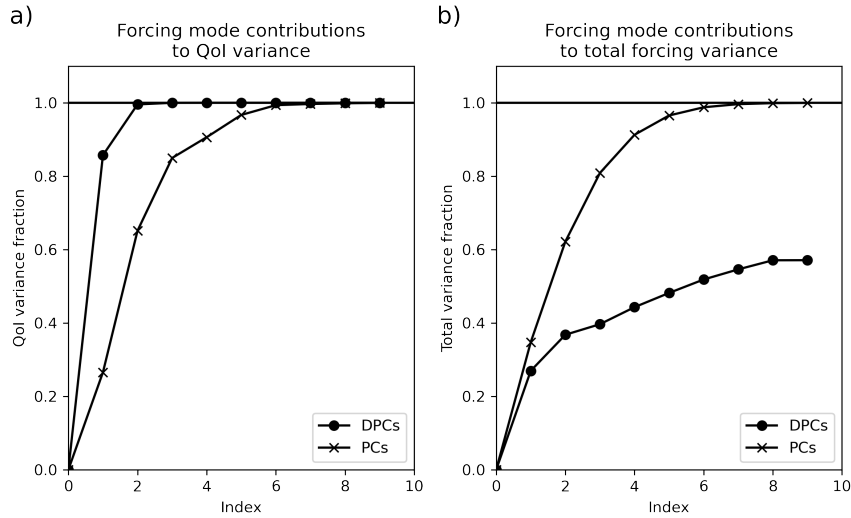 a)
Forcing mode contributions
to QoI variance
QoI variance fraction
1.0
0.8
0.6
0.4
0.2
0.0
0 2 4 6 8 10
Index
DPCs
PCs
b)
Forcing mode contributions
to total forcing variance
Total variance fraction
1.0
0.8
0.6
0.4
0.2
0.0
0 2 4 6 8 10
Index
DPCs
PCs